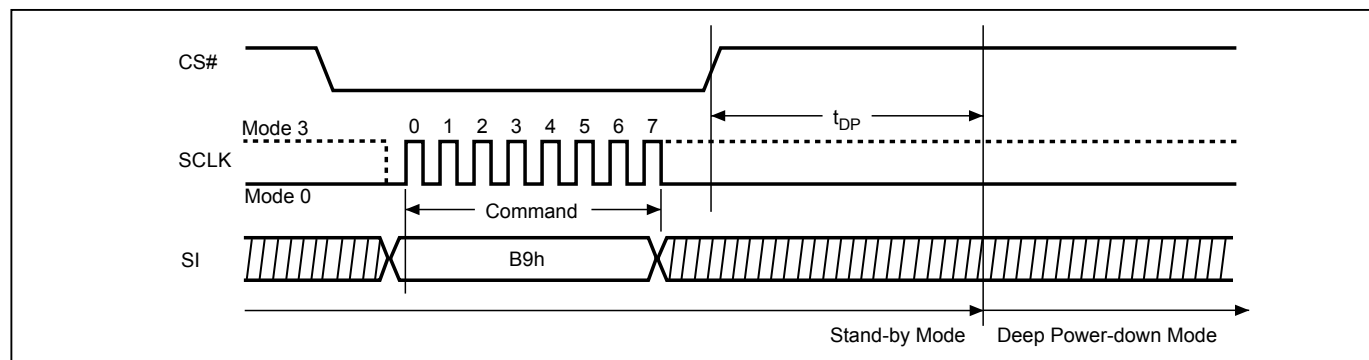 CS#
tDP
Mode 3
0 1 2 3 4 5 6 7
SCLK
Mode 0
Command
SI
B9h
Stand-by Mode
Deep Power-down Mode